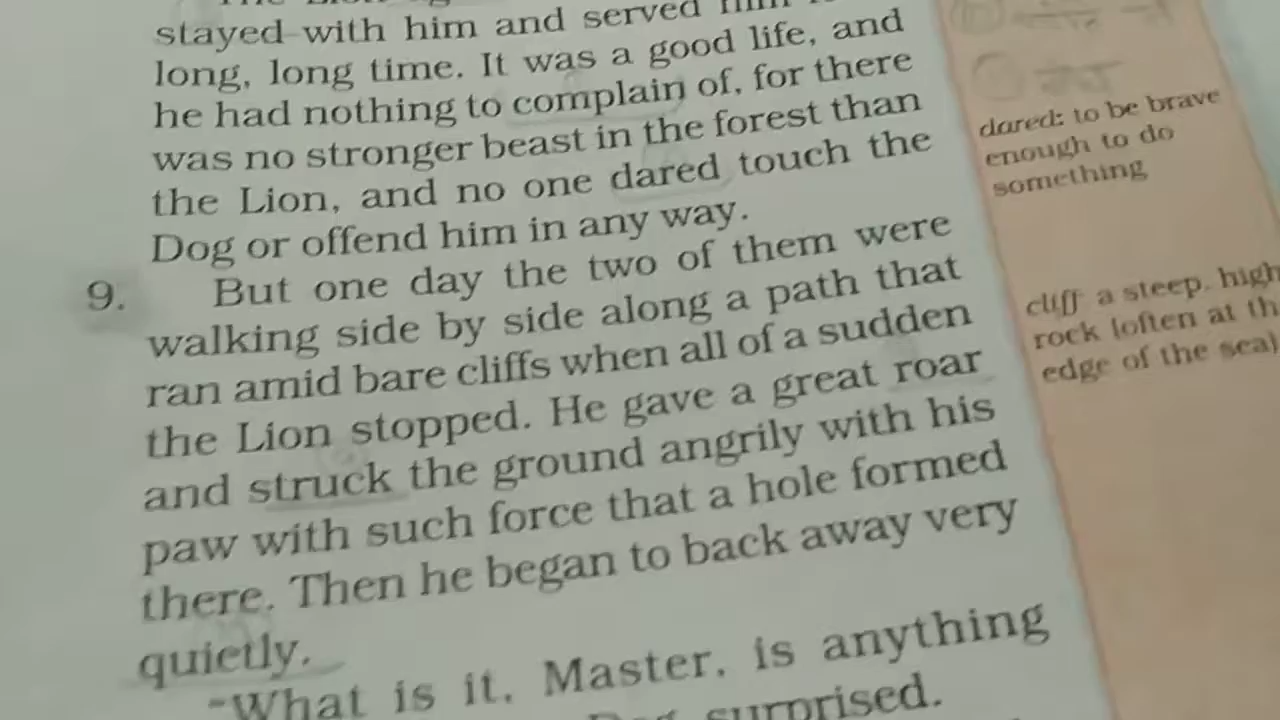 stayed with him and served
long, long time. It was a good life, and
he had nothing to complain of, for there
was no stronger beast in the forest than
the Lion, and no one dared touch the
Dog or offend him in any way.
9. But one day the two of them were
walking side by side along a path that
ran amid bare cliffs when all of a sudden
the Lion stopped. He gave a great roar
and struck the ground angrily with his
paw with such force that a hole formed
there. Then he began to back away very
quietly.
"What is it, Master, is anything
surprised.
dared: to be brave
enough to do
something
cliff: a steep, high
rock (often at th
edge of the sea)